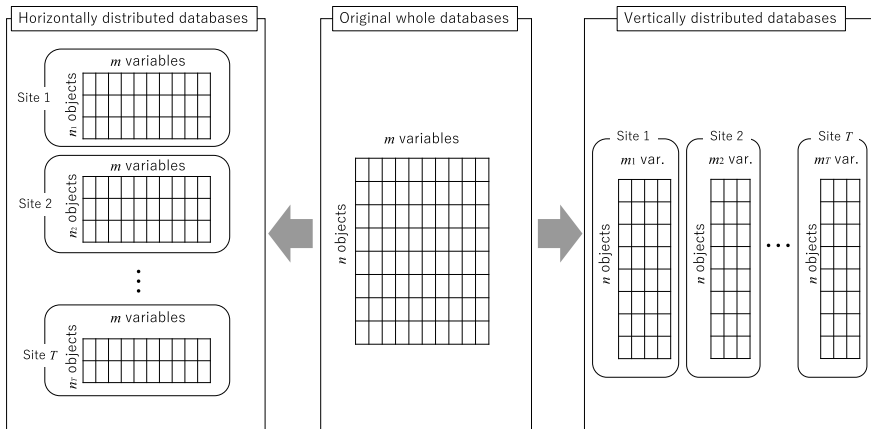 Horizontally distributed databases
Site 1
m variables
n1 objects
Site 2
m variables
n2 objects
Site T
m variables
nT objects
Original whole databases
m variables
n objects
Vertically distributed databases
Site 1
m1 var.
n objects
Site 2
m2 var.
n objects
...
Site T
mT var.
n objects